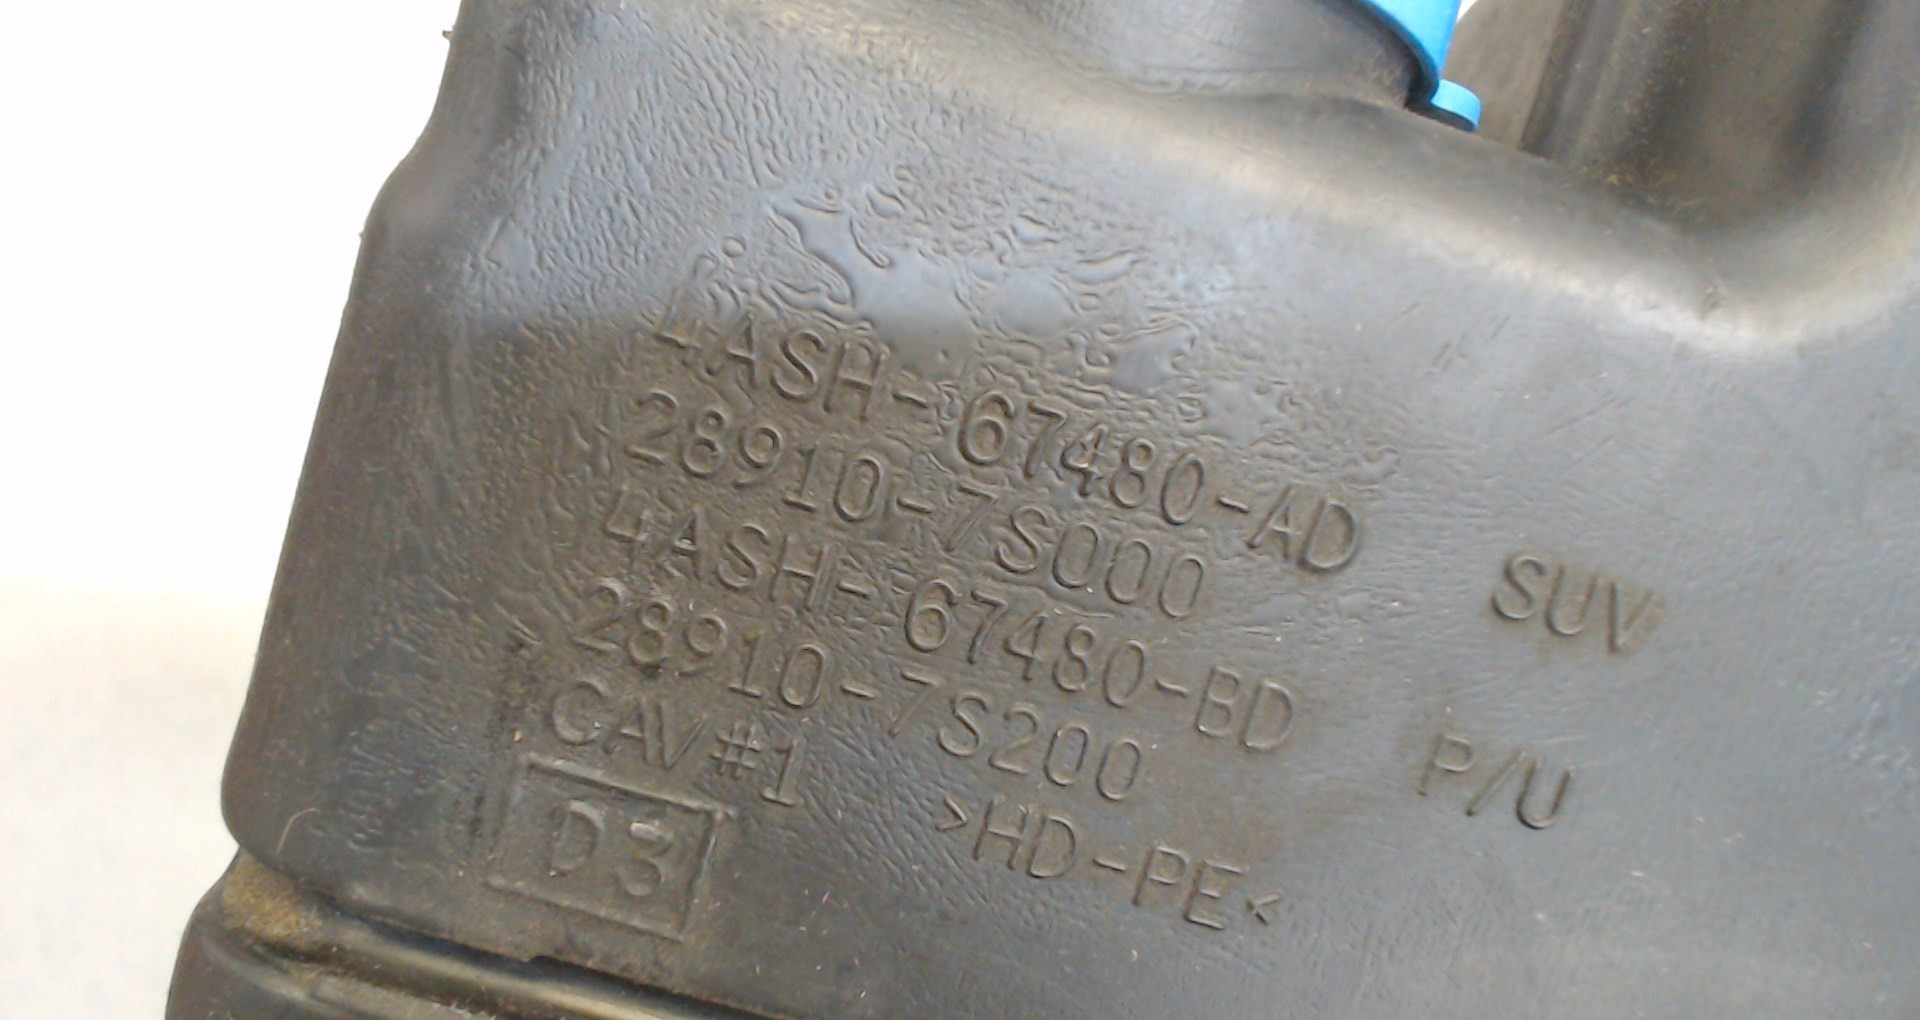 4ASH-67480-AD SUV
28910-7S000
4ASH-67480-BD P/U
28910-7S200
CAV#1 >HD-PE<
D3